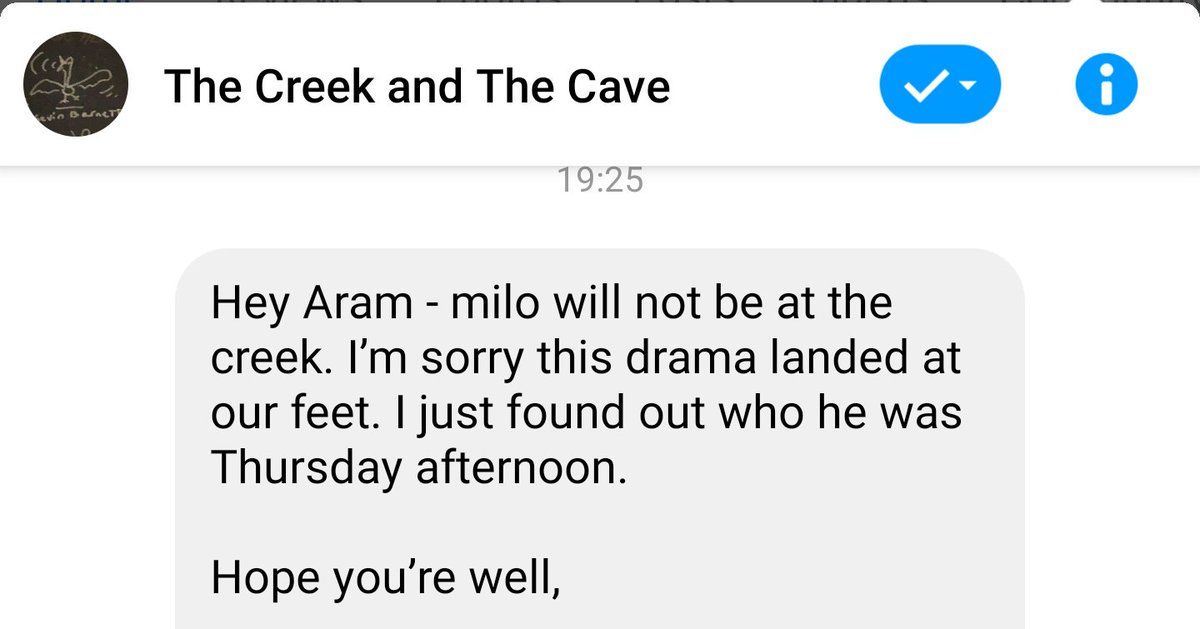 The Creek and The Cave
19:25
Hey Aram - milo will not be at the
creek. I’m sorry this drama landed at
our feet. I just found out who he was
Thursday afternoon.
Hope you’re well,